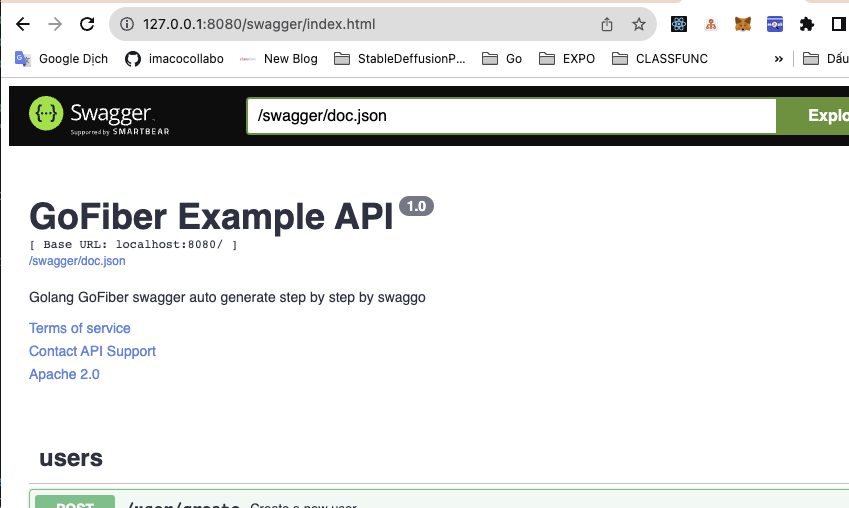 127.0.0.1:8080/swagger/index.html
Google Dịch imacocollabo New Blog StableDeffusionP... Go EXPO CLASSFUNC » Dấu
{...} Swagger
Supported by SMARTBEAR
/swagger/doc.json Explo
GoFiber Example API 1.0
[ Base URL: localhost:8080/ ]
/swagger/doc.json
Golang GoFiber swagger auto generate step by step by swaggo
Terms of service
Contact API Support
Apache 2.0
users
POST /user/create Create a new user